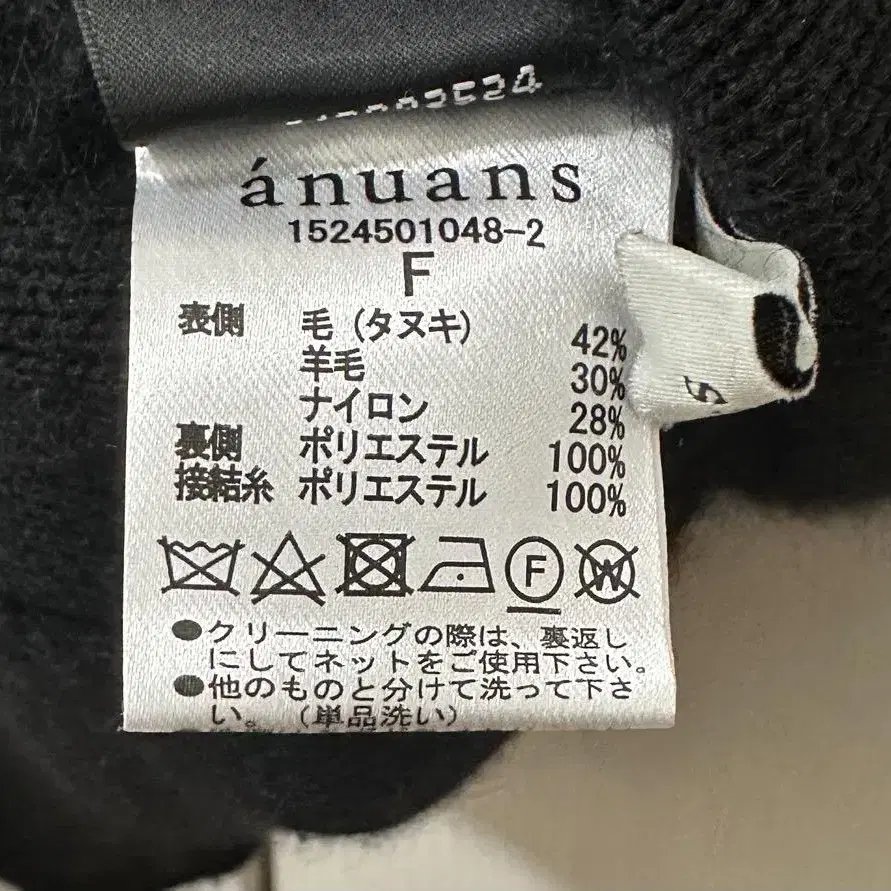 ánuans
1524501048-2
F
表側 毛 (タヌキ) 42%
羊毛 30%
ナイロン 28%
裏側 ポリエステル 100%
接結糸 ポリエステル 100%
F W
●クリーニングの際は、裏返し
にしてネットをご使用下さい。
●他のものと分けて洗って下さ
い。（単品洗い）